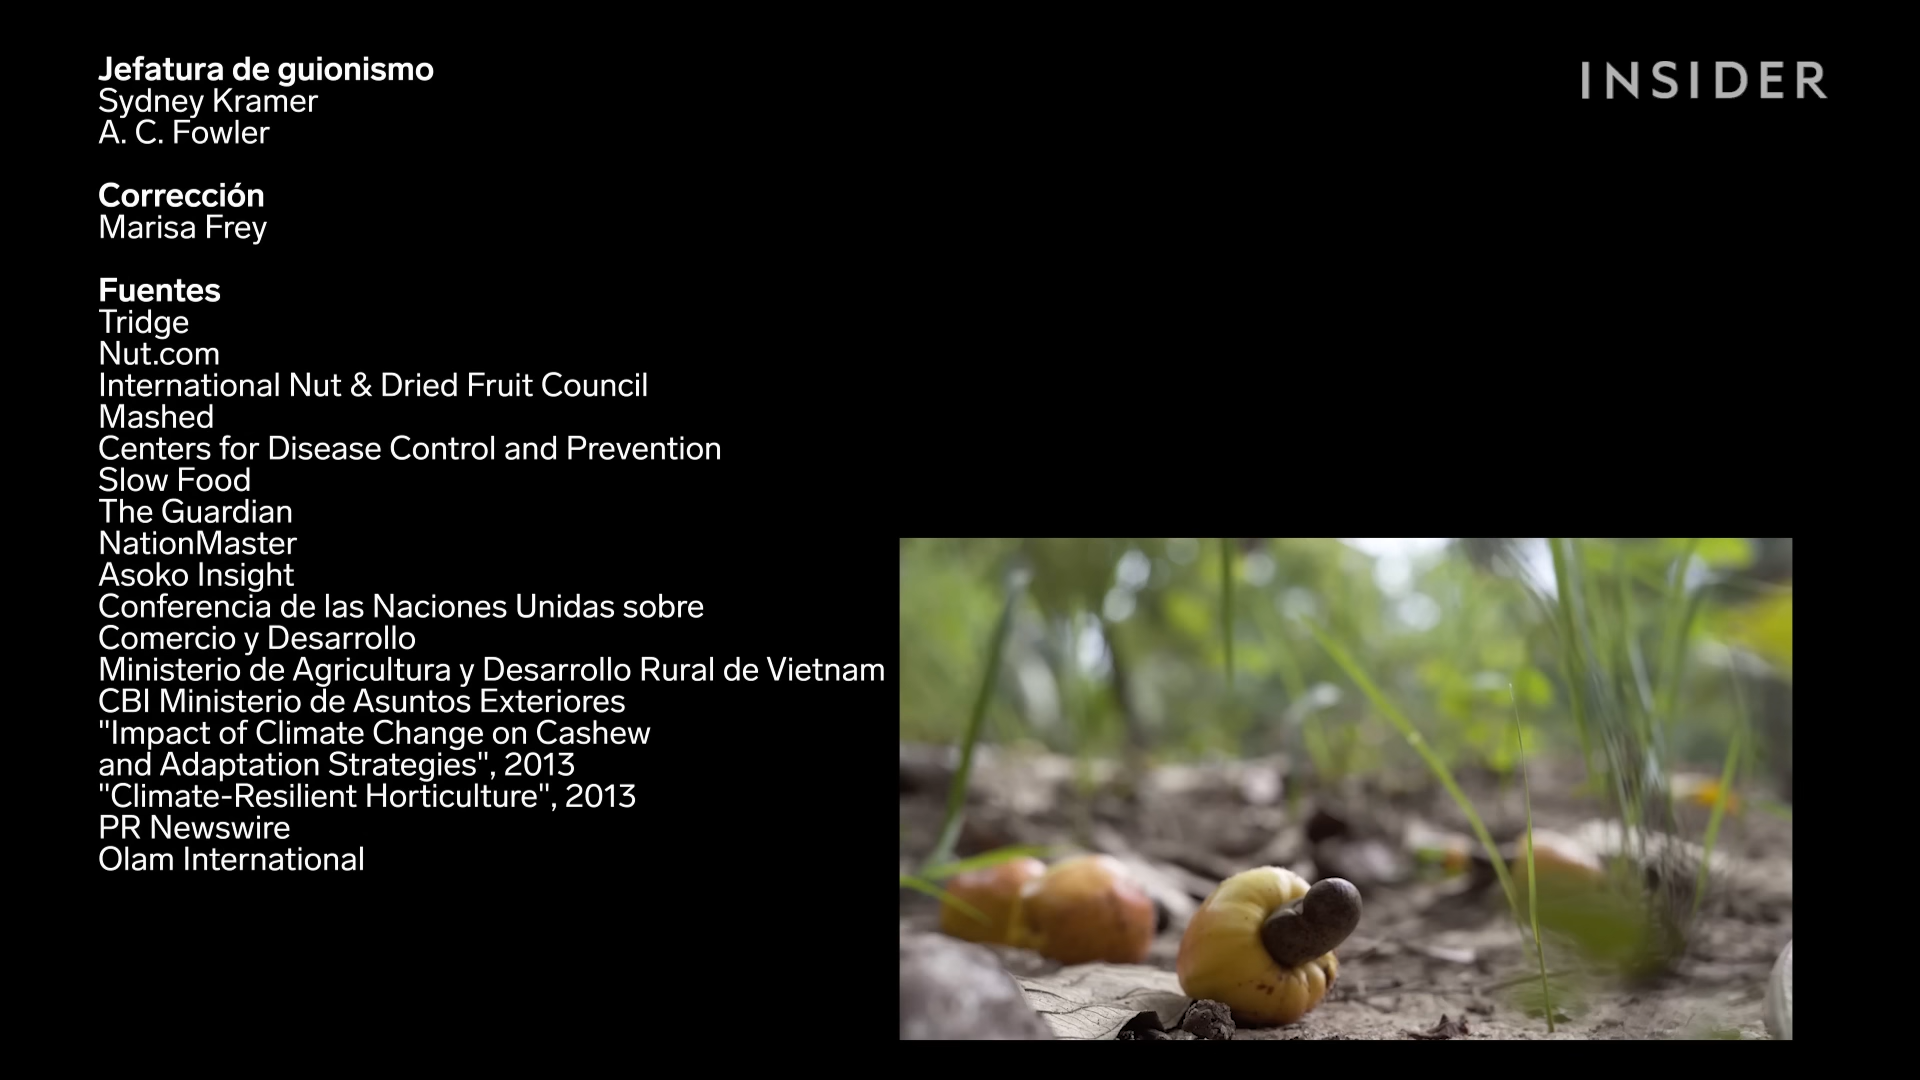 Jefatura de guionismo
Sydney Kramer
A. C. Fowler
Corrección
Marisa Frey
Fuentes
Tridge
Nut.com
International Nut & Dried Fruit Council
Mashed
Centers for Disease Control and Prevention
Slow Food
The Guardian
NationMaster
Asoko Insight
Conferencia de las Naciones Unidas sobre
Comercio y Desarrollo
Ministerio de Agricultura y Desarrollo Rural de Vietnam
CBI Ministerio de Asuntos Exteriores
"Impact of Climate Change on Cashew
and Adaptation Strategies", 2013
"Climate-Resilient Horticulture", 2013
PR Newswire
Olam International
INSIDER